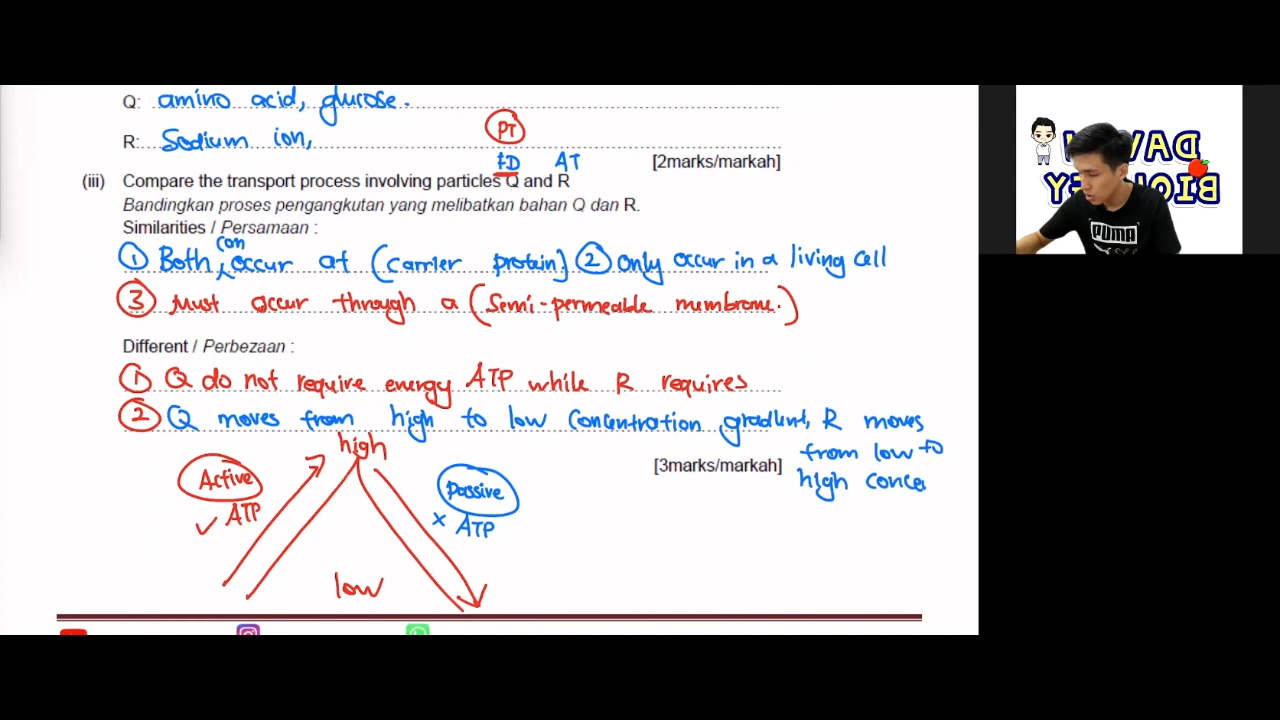 Q: amino acid, glucose.
R: Sodium ion,
PT
FD AT
[2marks/markah]
(iii) Compare the transport process involving particles Q and R
Bandingkan proses pengangkutan yang melibatkan bahan Q dan R.
Similarities / Persamaan :
① Both can occur at (carrier protein) ② Only occur in a living cell
③ Must occur through a (semi-permeable membrane.)
Different / Perbezaan :
① Q do not require energy ATP while R requires
② Q moves from high to low concentration gradient, R moves
from low to
high conce
[3marks/markah]
high
Active
✓ ATP
Passive
× ATP
low
PUMA